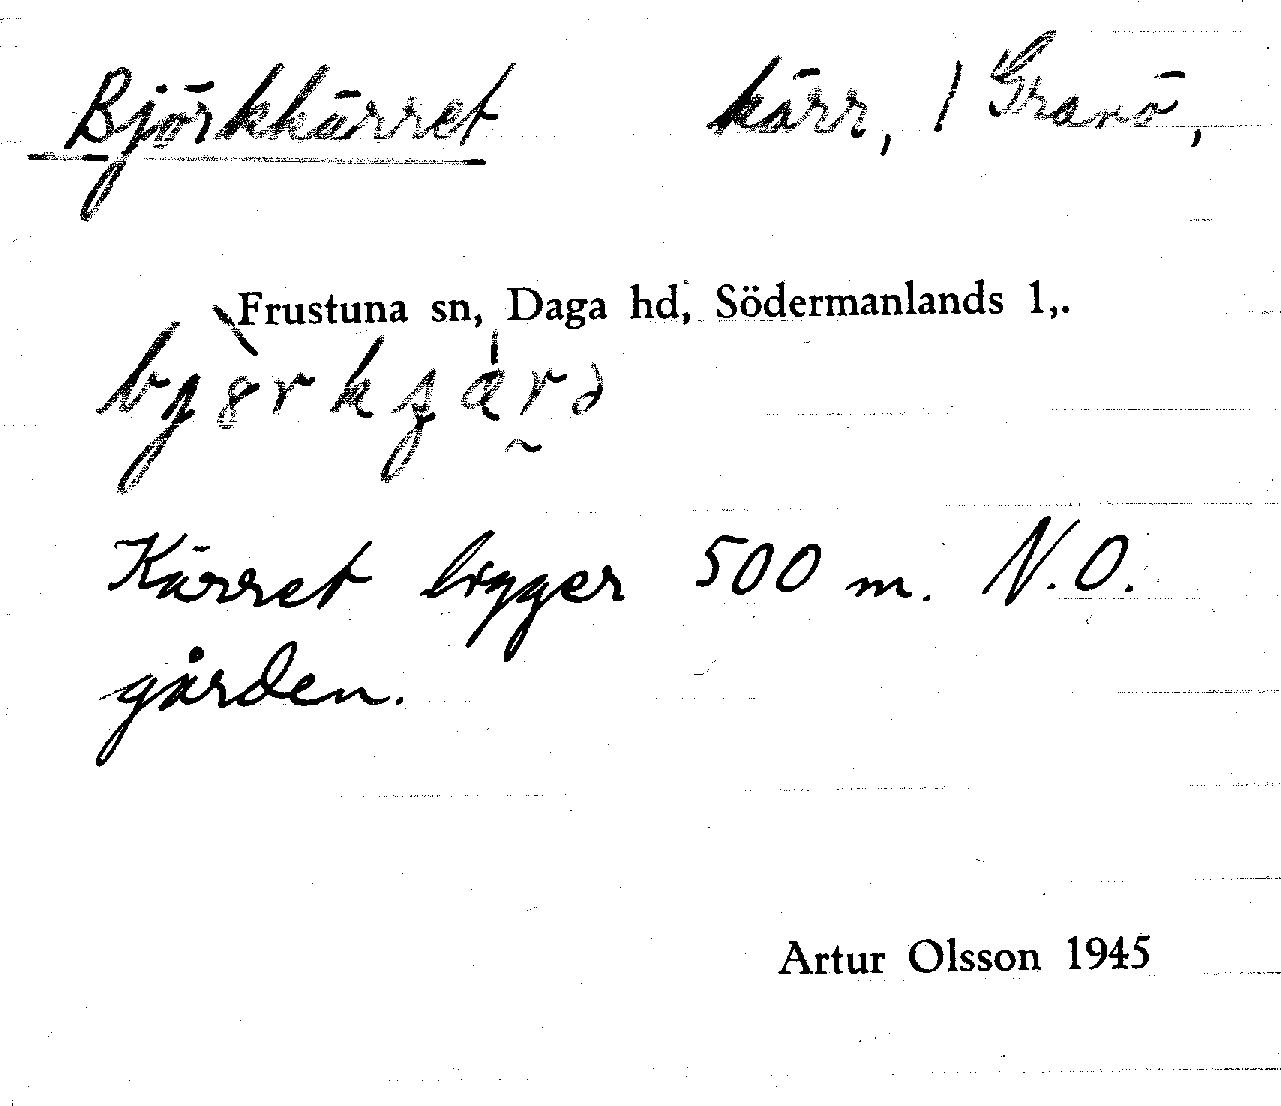 Björkkärret kärr, / Granö,
Frustuna sn, Daga hd, Södermanlands l,.
Kärret ligger 500 m. N.O.
gården.
Artur Olsson 1945